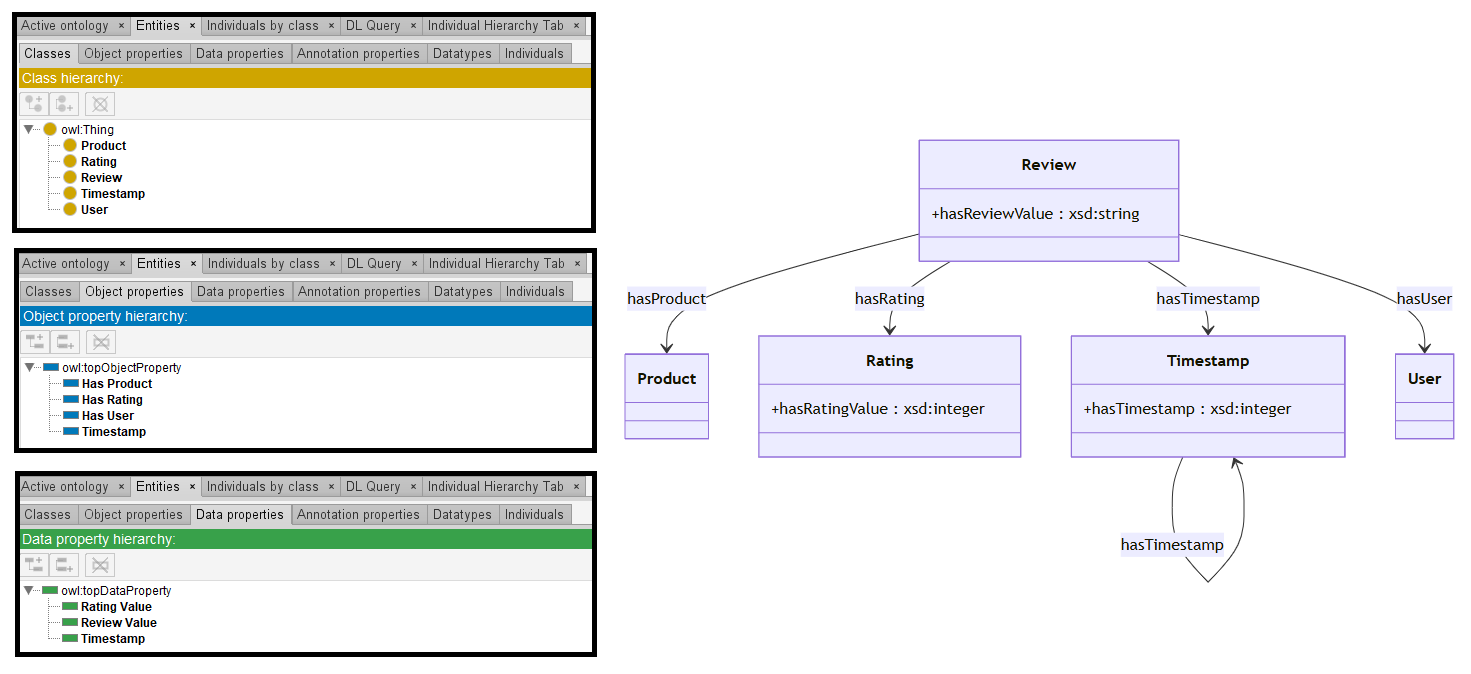 Active ontology × Entities × Individuals by class × DL Query × Individual Hierarchy Tab ×
Classes Object properties Data properties Annotation properties Datatypes Individuals
Class hierarchy:
owl:Thing
Product
Rating
Review
Timestamp
User
Active ontology × Entities × Individuals by class × DL Query × Individual Hierarchy Tab ×
Classes Object properties Data properties Annotation properties Datatypes Individuals
Object property hierarchy:
owl:topObjectProperty
Has Product
Has Rating
Has User
Timestamp
Active ontology × Entities × Individuals by class × DL Query × Individual Hierarchy Tab ×
Classes Object properties Data properties Annotation properties Datatypes Individuals
Data property hierarchy:
owl:topDataProperty
Rating Value
Review Value
Timestamp
Review
+hasReviewValue : xsd:string
hasProduct hasRating hasTimestamp hasUser
Product
Rating
+hasRatingValue : xsd:integer
Timestamp
+hasTimestamp : xsd:integer
User
hasTimestamp